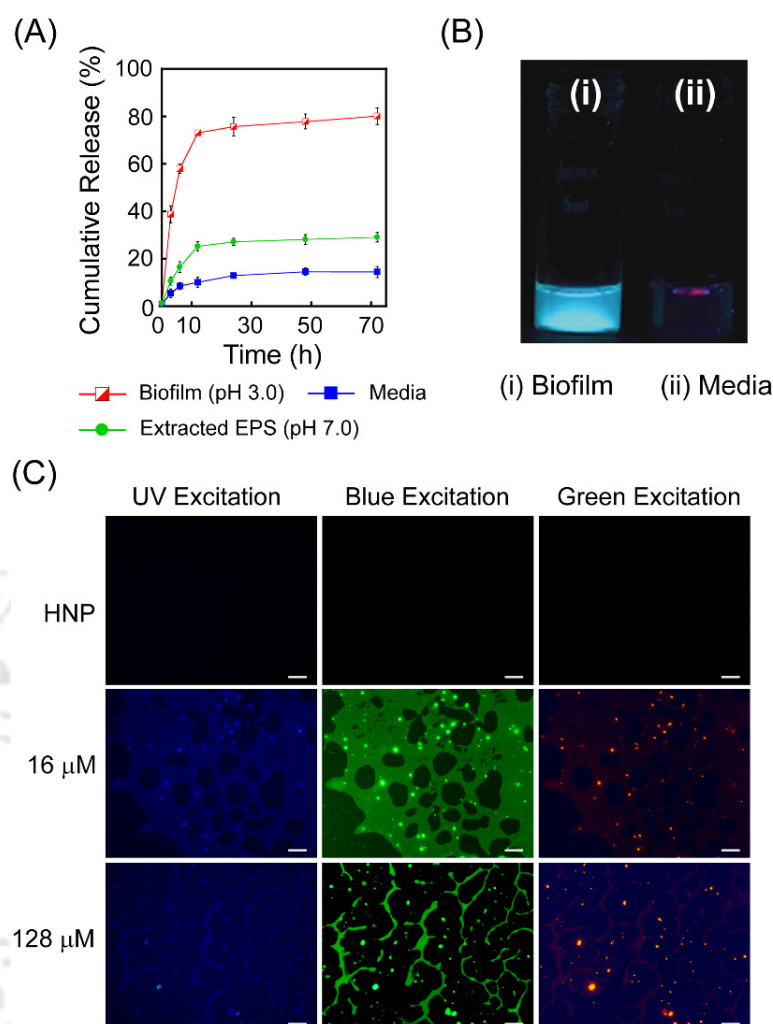 (A)
(B)
Cumulative Release (%)
100
80
60
40
20
0
0 10 30 50 70
Time (h)
Biofilm (pH 3.0) Media
Extracted EPS (pH 7.0)
(i) (ii)
MERCK
5ml
(i) Biofilm (ii) Media
(C)
UV Excitation Blue Excitation Green Excitation
HNP
16 μM
128 μM